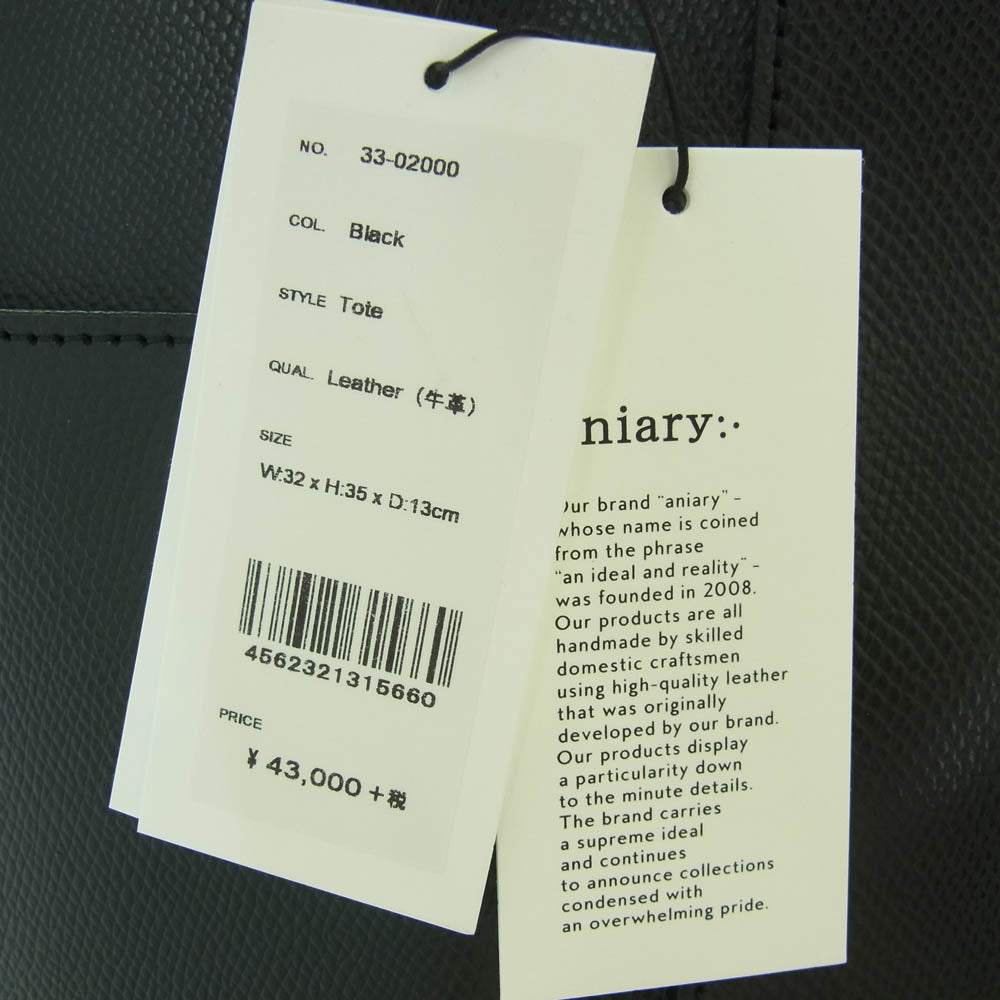 NO. 33-02000
COL. Black
STYLE Tote
QUAL. Leather (牛革)
SIZE
W:32 x H:35 x D:13cm
4562321315660
PRICE
¥ 43,000 + 税
niary:·
Our brand "aniary" -
whose name is coined
from the phrase
"an ideal and reality" -
was founded in 2008.
Our products are all
handmade by skilled
domestic craftsmen
using high-quality leather
that was originally
developed by our brand.
Our products display
a particularity down
to the minute details.
The brand carries
a supreme ideal
and continues
to announce collections
condensed with
an overwhelming pride.